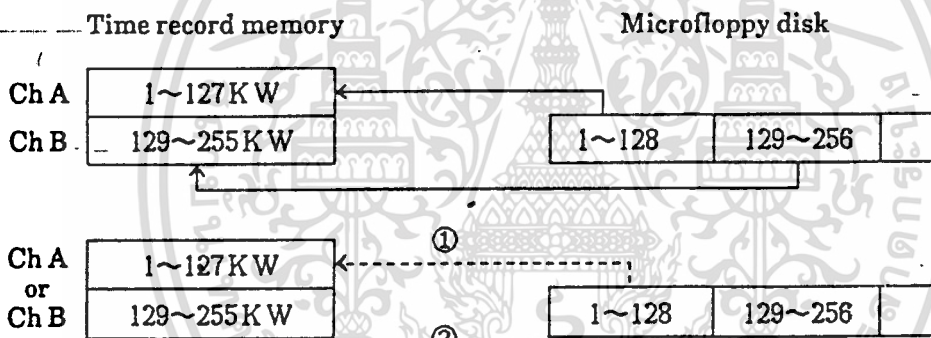 Time record memory Microfloppy disk
Ch A 1~127KW
Ch B 129~255KW 1~128 129~256
①
Ch A 1~127KW
or
Ch B 129~255KW 1~128 129~256
②